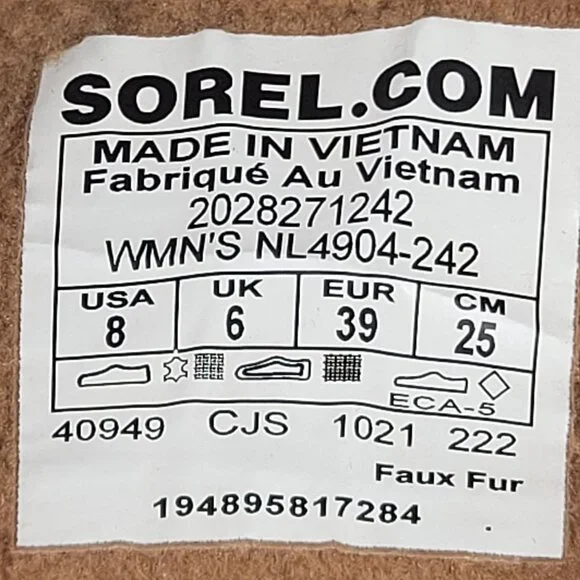 SOREL.COM
MADE IN VIETNAM
Fabriqué Au Vietnam
2028271242
WMN'S NL4904-242
USA UK EUR CM
8 6 39 25
ECA-5
40949 CJS 1021 222
Faux Fur
194895817284